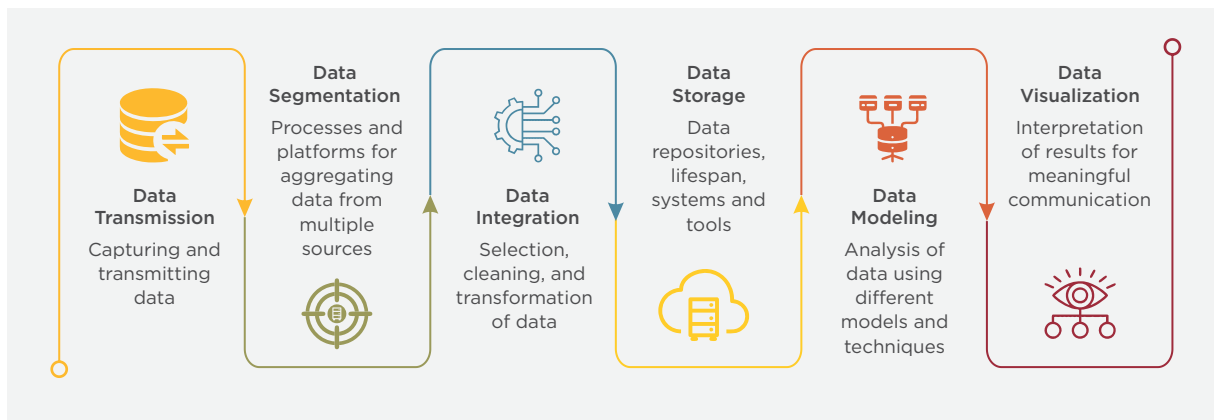 Data
Transmission
Capturing and
transmitting
data
Data
Segmentation
Processes and
platforms for
aggregating
data from
multiple
sources
Data
Integration
Selection,
cleaning, and
transformation
of data
Data
Storage
Data
repositories,
lifespan,
systems and
tools
Data
Modeling
Analysis of
data using
different
models and
techniques
Data
Visualization
Interpretation
of results for
meaningful
communication